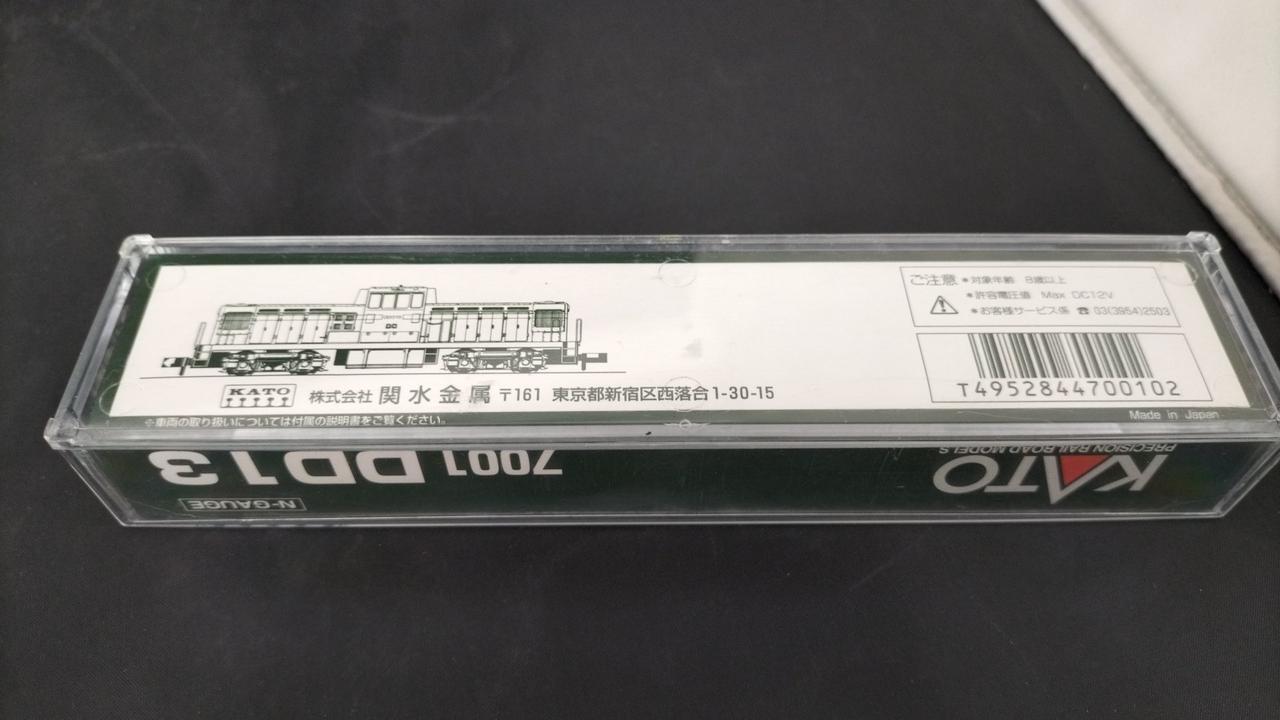 ご注意 *対象年齢 8歳以上
*許容電圧値 Max DC12V
*お客様サービス係 ☎ 03(3954)2503
T4952844700102
KATO 株式会社 関水金属 〒161 東京都新宿区西落合1-30-15
※車両の取り扱いについては付属の説明書をご覧ください。
Made in Japan
7001 DD13
N-GAUGE
KATO
PRECISION RAILROAD MODELS